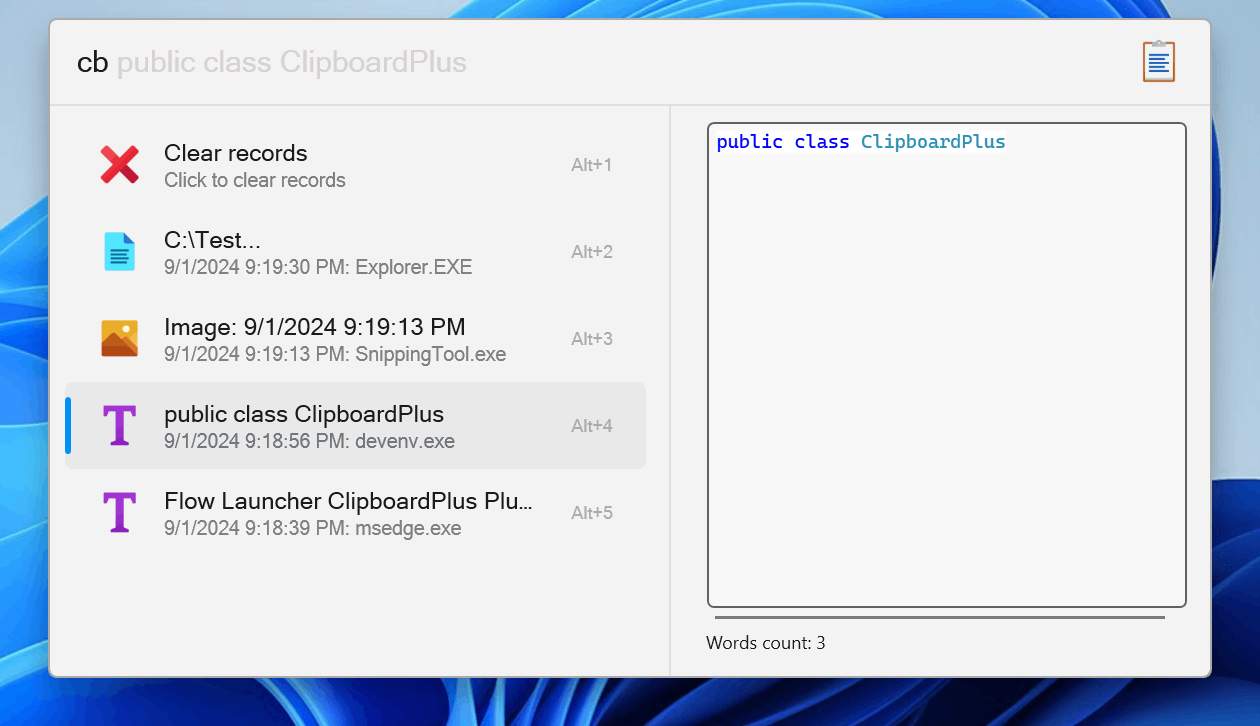 cb public class ClipboardPlus
Clear records
Click to clear records
Alt+1
C:\Test...
9/1/2024 9:19:30 PM: Explorer.EXE
Alt+2
Image: 9/1/2024 9:19:13 PM
9/1/2024 9:19:13 PM: SnippingTool.exe
Alt+3
public class ClipboardPlus
9/1/2024 9:18:56 PM: devenv.exe
Alt+4
Flow Launcher ClipboardPlus Plu...
9/1/2024 9:18:39 PM: msedge.exe
Alt+5
public class ClipboardPlus
Words count: 3